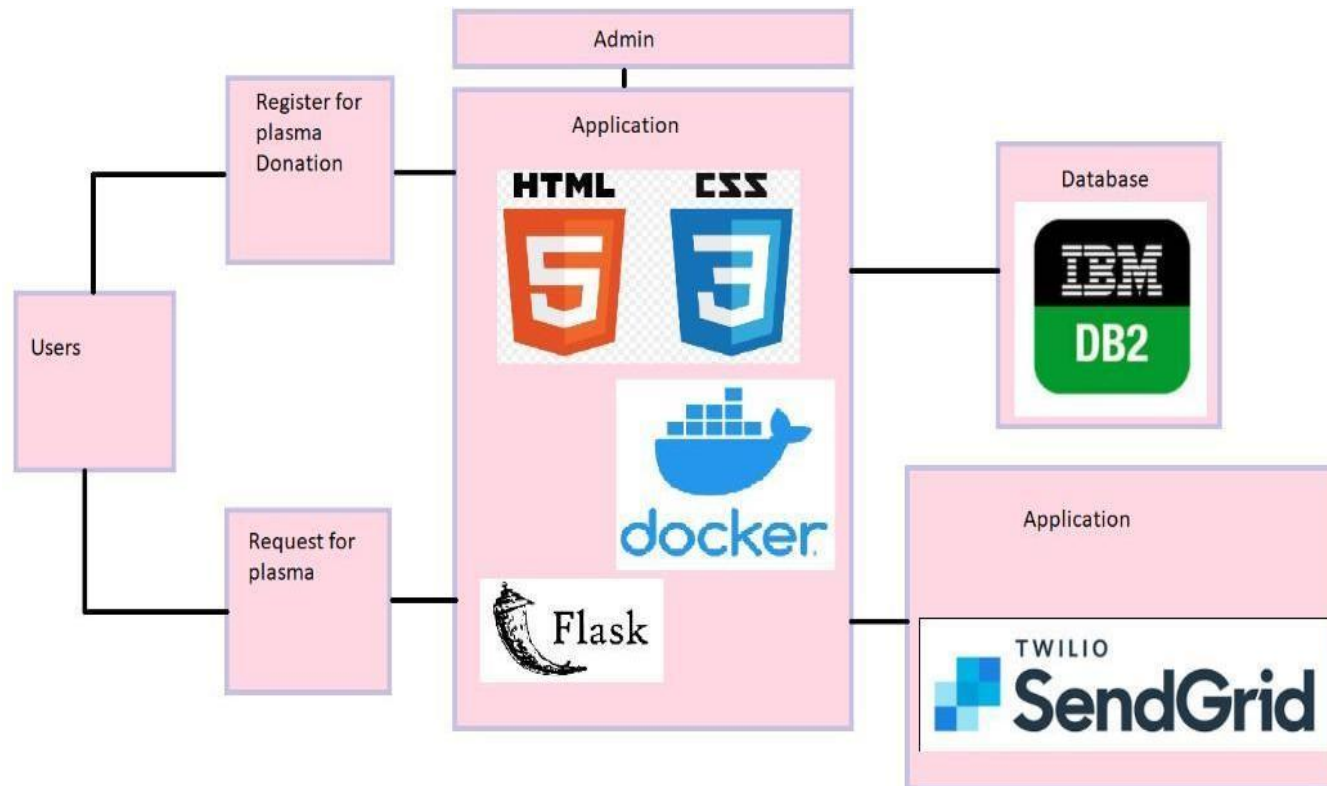 Admin
Register for
plasma
Donation
Application
HTML
CSS
5
3
Database
IBM
DB2
Users
docker
Request for
plasma
Flask
Application
TWILIO
SendGrid